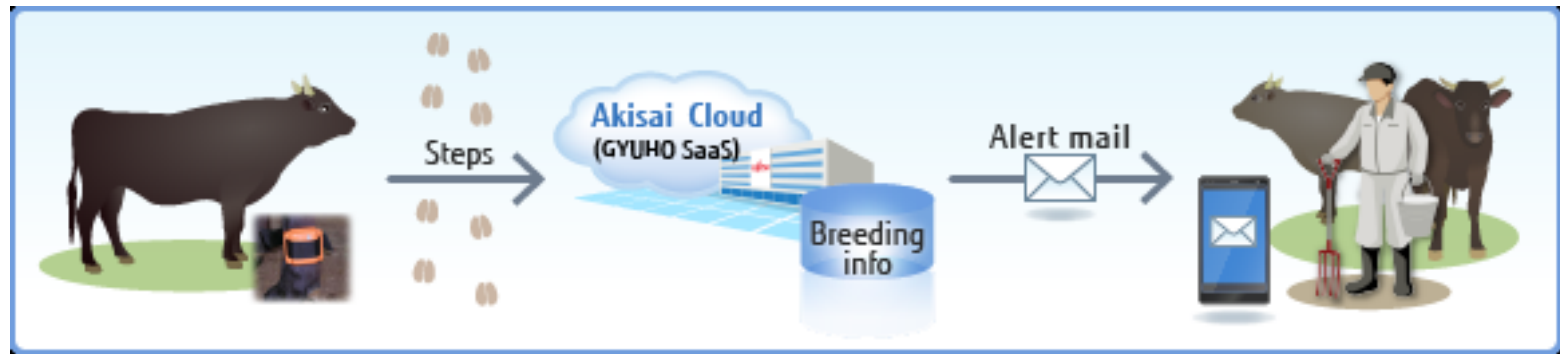 Steps
Akisai Cloud
(GYUHO SaaS)
Breeding
info
Alert mail